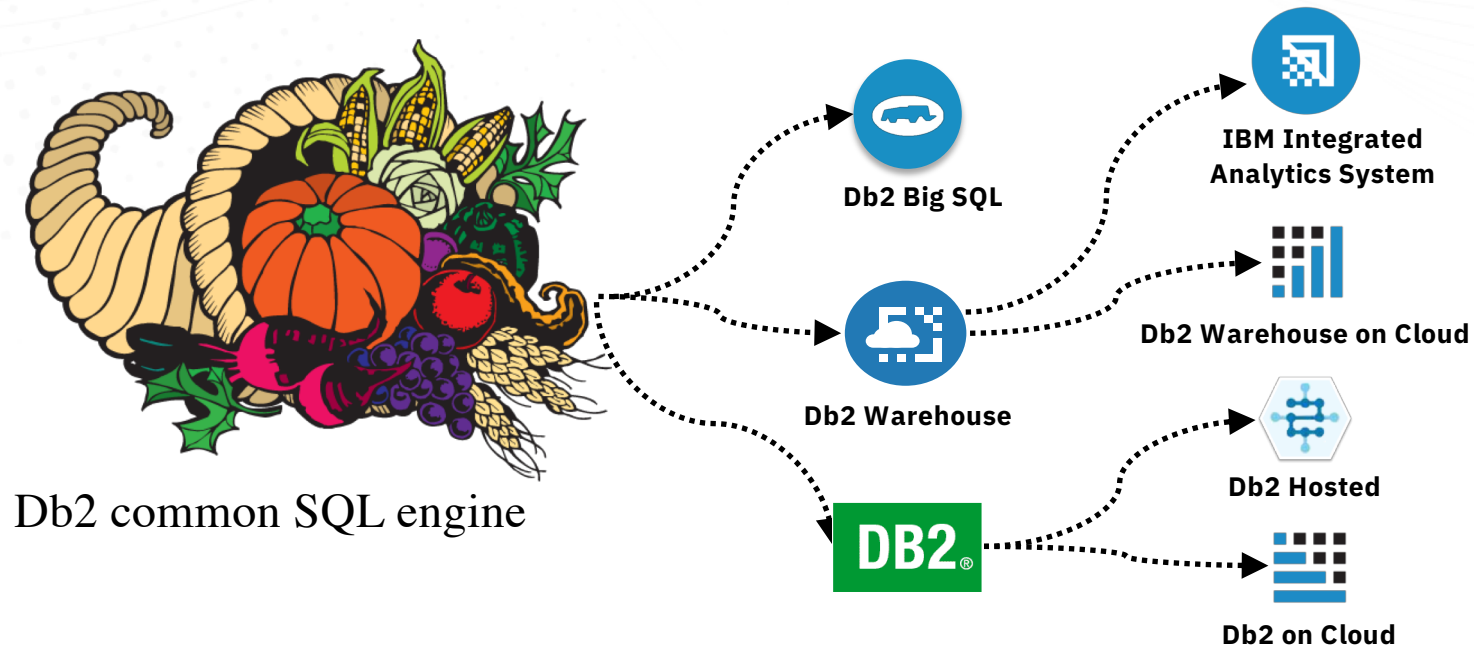 Db2 common SQL engine
Db2 Big SQL
Db2 Warehouse
DB2®
IBM Integrated
Analytics System
Db2 Warehouse on Cloud
Db2 Hosted
Db2 on Cloud